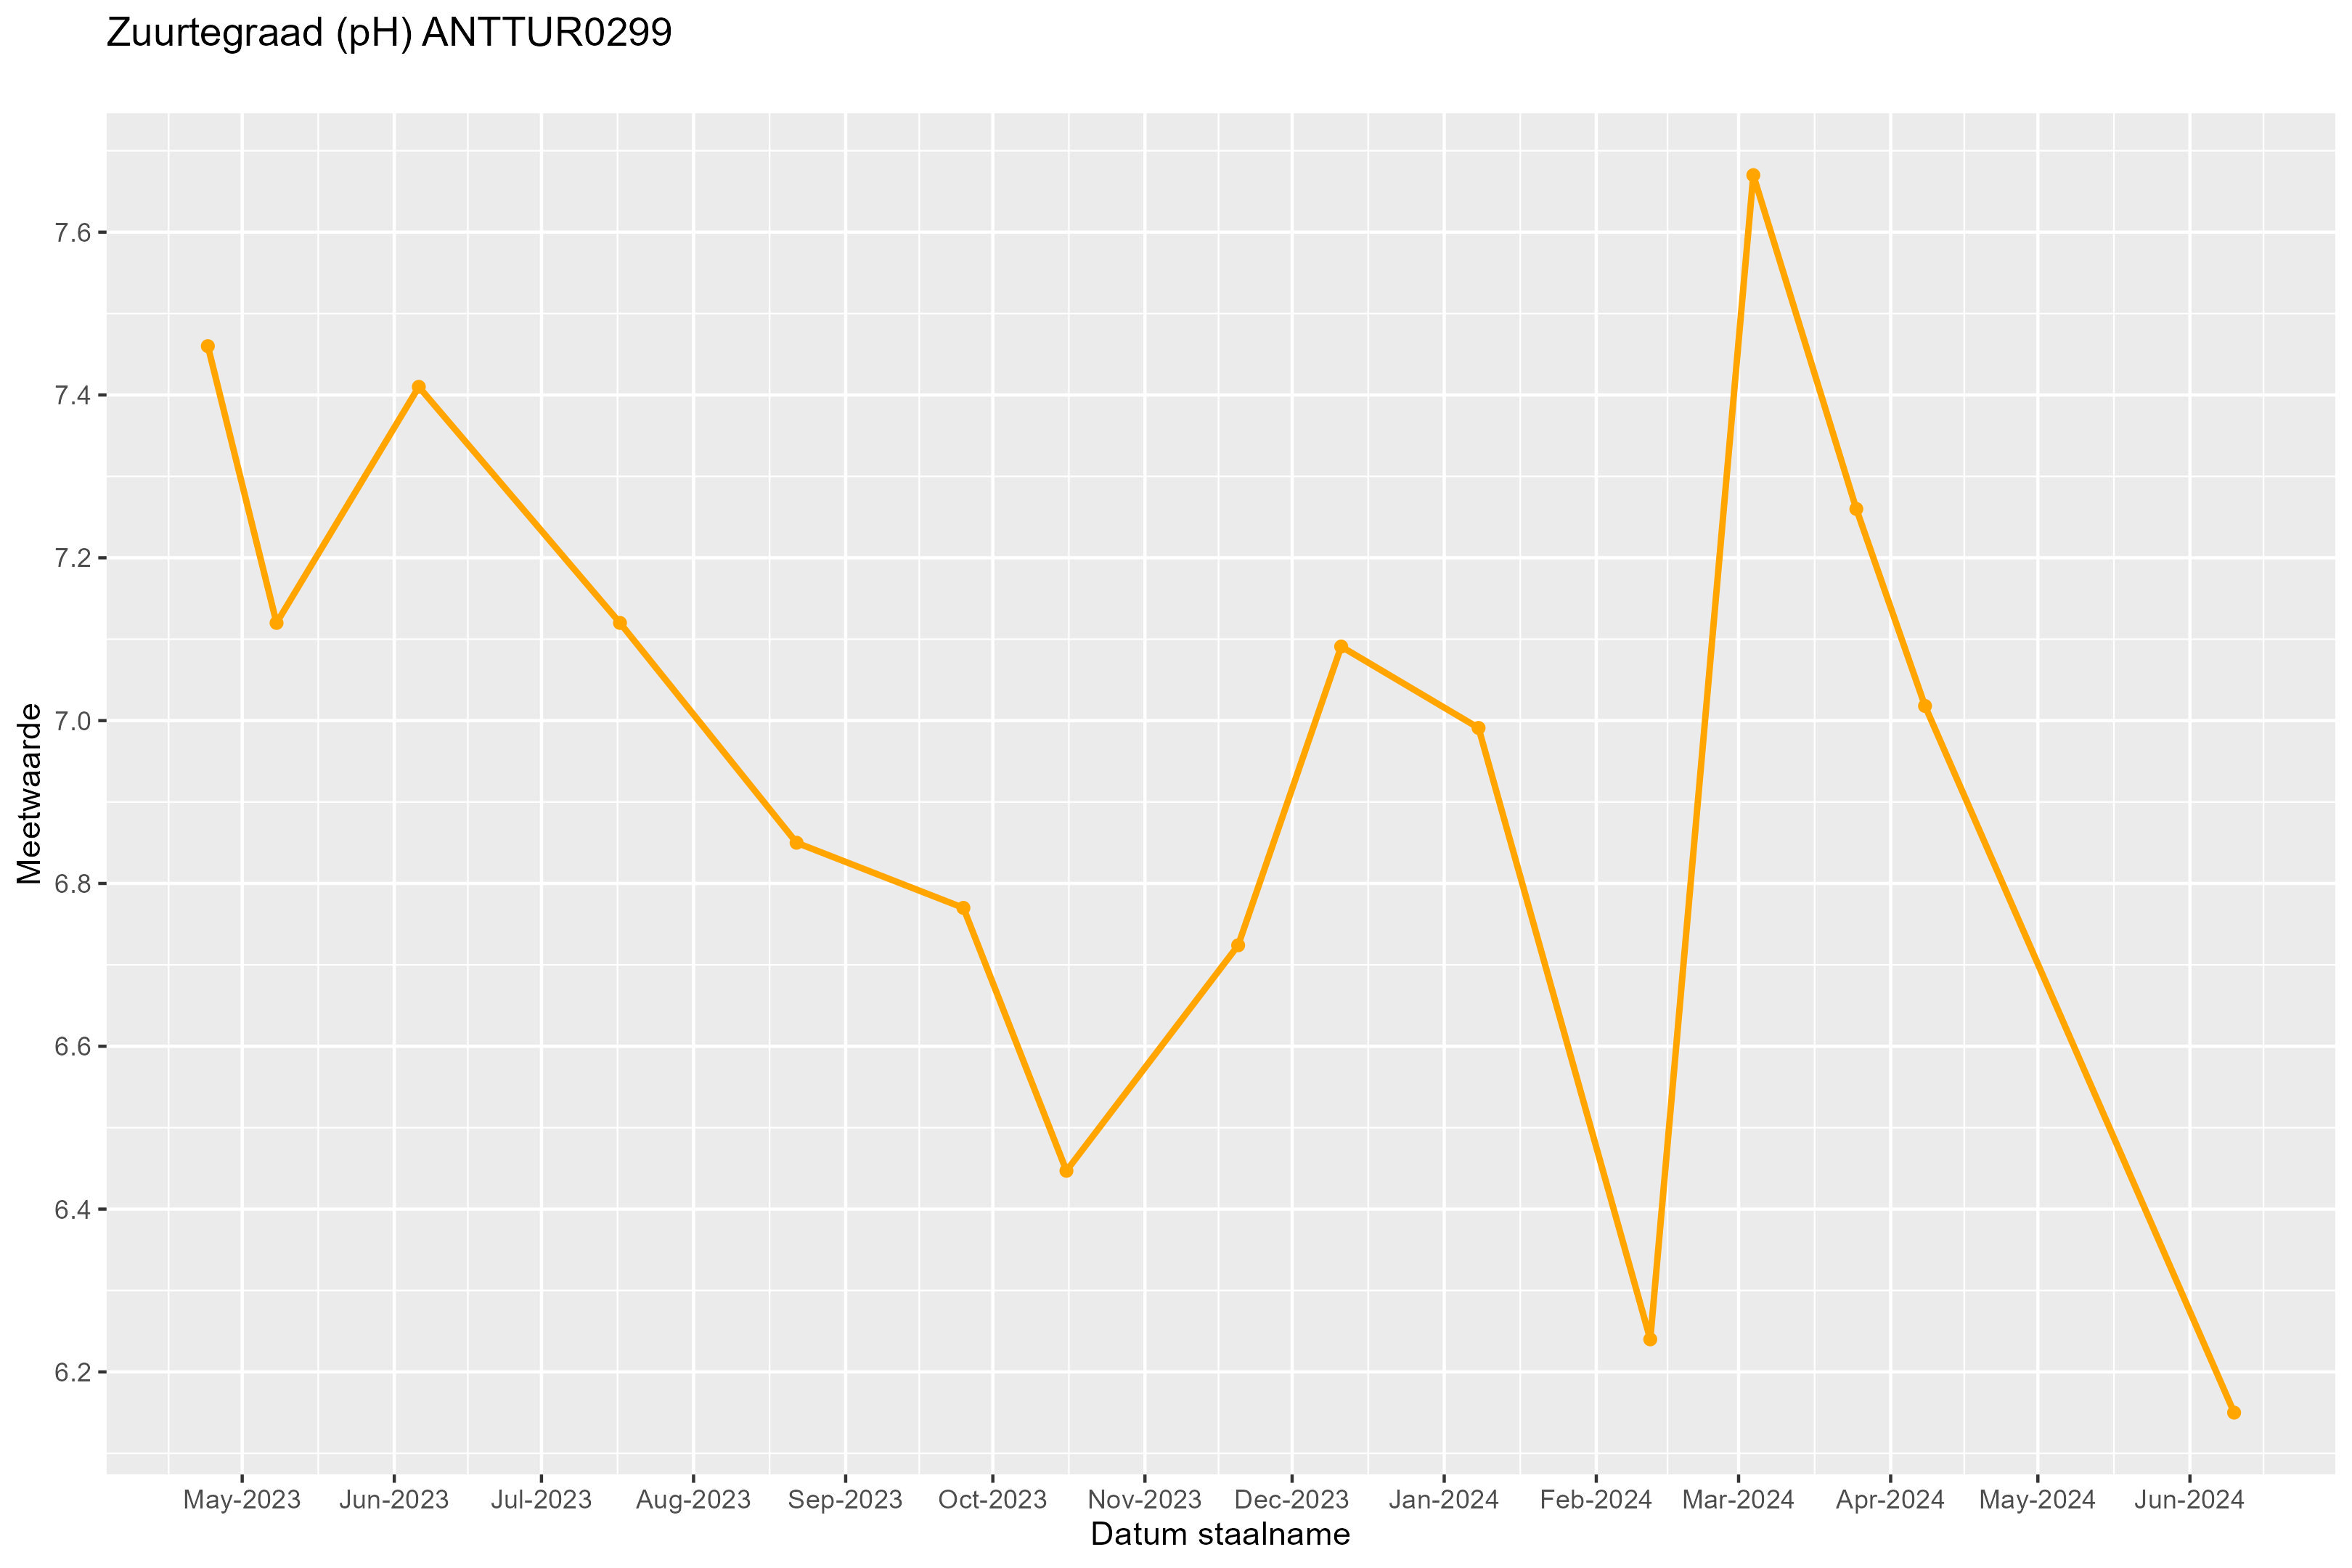 Zuurtegraad (pH) ANTTUR0299
7.6
7.4
7.2
7.0
6.8
6.6
6.4
6.2
Meetwaarde
May-2023 Jun-2023 Jul-2023 Aug-2023 Sep-2023 Oct-2023 Nov-2023 Dec-2023 Jan-2024 Feb-2024 Mar-2024 Apr-2024 May-2024 Jun-2024
Datum staalname